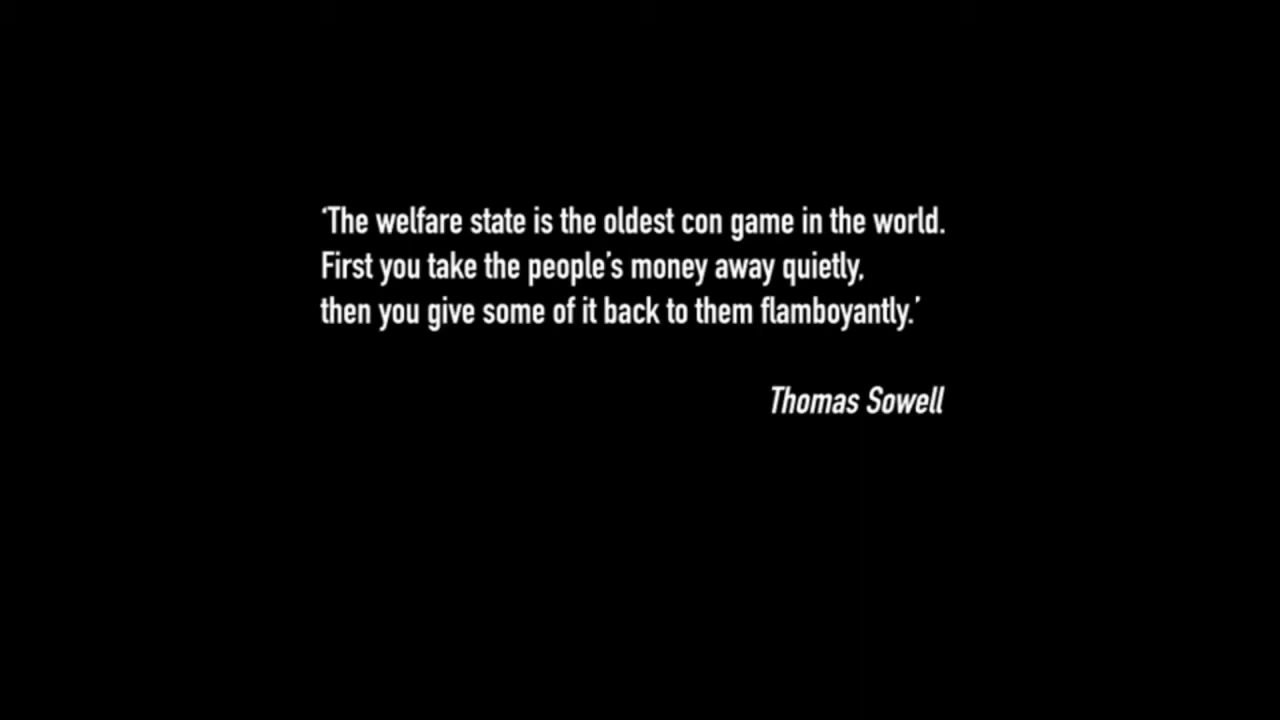 ‘The welfare state is the oldest con game in the world.
First you take the people’s money away quietly,
then you give some of it back to them flamboyantly.’
Thomas Sowell